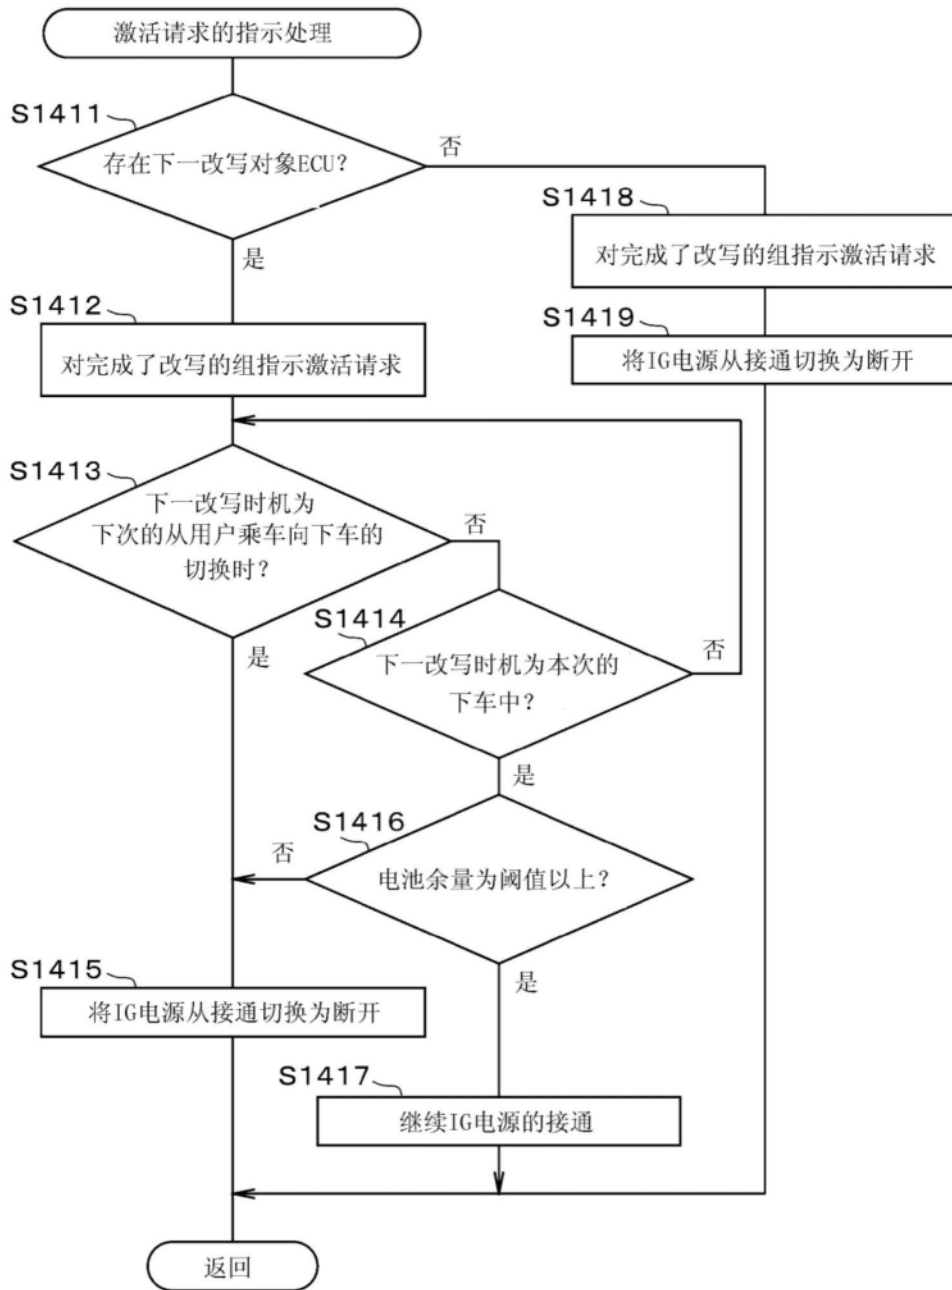 激活请求的指示处理
S1411
存在下一改写对象ECU？
否
是
S1418
对完成了改写的组指示激活请求
S1412
对完成了改写的组指示激活请求
S1419
将IG电源从接通切换为断开
S1413
下一改写时机为
下次的从用户乘车向下车的
切换时？
否
是
S1414
下一改写时机为本次的
下车中？
否
是
S1416
电池余量为阈值以上？
否
是
S1415
将IG电源从接通切换为断开
S1417
继续IG电源的接通
返回